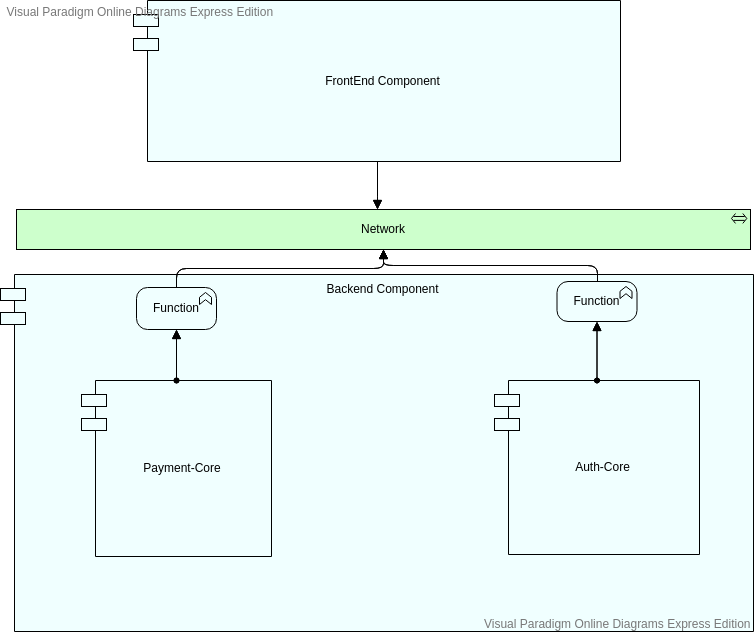 Visual Paradigm Online Diagrams Express Edition
FrontEnd Component
Network
Backend Component
Function
Function
Payment-Core
Auth-Core
Visual Paradigm Online Diagrams Express Edition